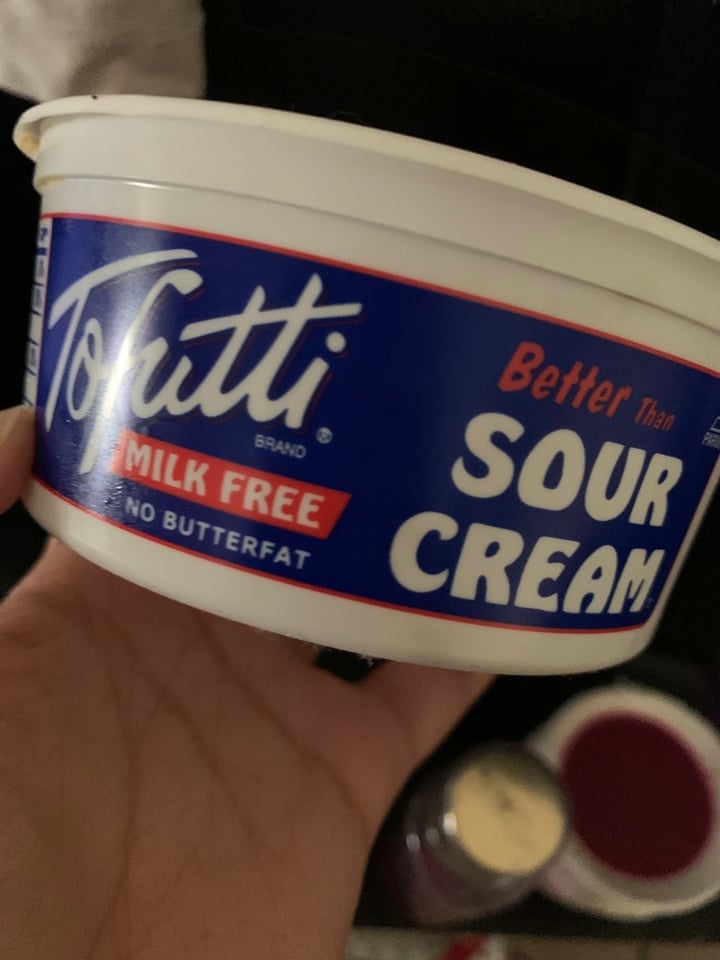 Tofutti
BRAND ®
MILK FREE
NO BUTTERFAT
Better Than
SOUR
CREAM